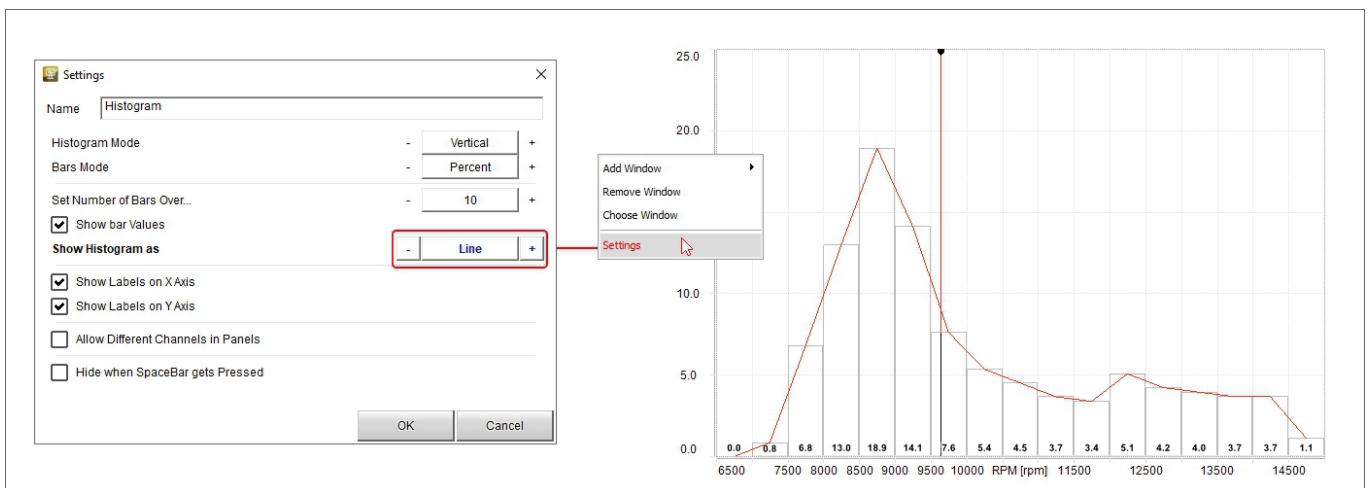 Settings
Name Histogram
Histogram Mode - Vertical +
Bars Mode - Percent +
Set Number of Bars Over... - 10 +
Show bar Values
Show Histogram as - Line +
Show Labels on X Axis
Show Labels on Y Axis
Allow Different Channels in Panels
Hide when SpaceBar gets Pressed
OK Cancel
Add Window
Remove Window
Choose Window
Settings
25.0
20.0
10.0
5.0
0.0
0.0 0.8 6.8 13.0 18.9 14.1 7.6 5.4 4.5 3.7 3.4 5.1 4.2 4.0 3.7 3.7 1.1
6500 7500 8000 8500 9000 9500 10000 RPM [rpm] 11500 12500 13500 14500